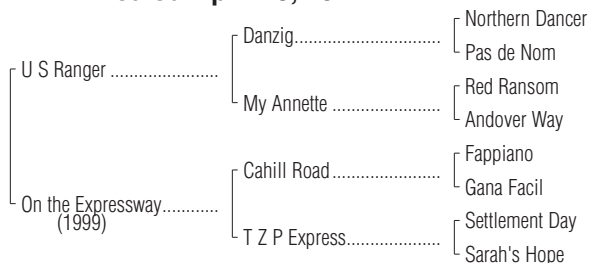 Northern Dancer
Danzig................................
Pas de Nom
U S Ranger ........................
Red Ransom
My Annette ........................
Andover Way
Fappiano
Cahill Road........................
Gana Facil
On the Expressway............
(1999)
Settlement Day
T Z P Express.....................
Sarah's Hope